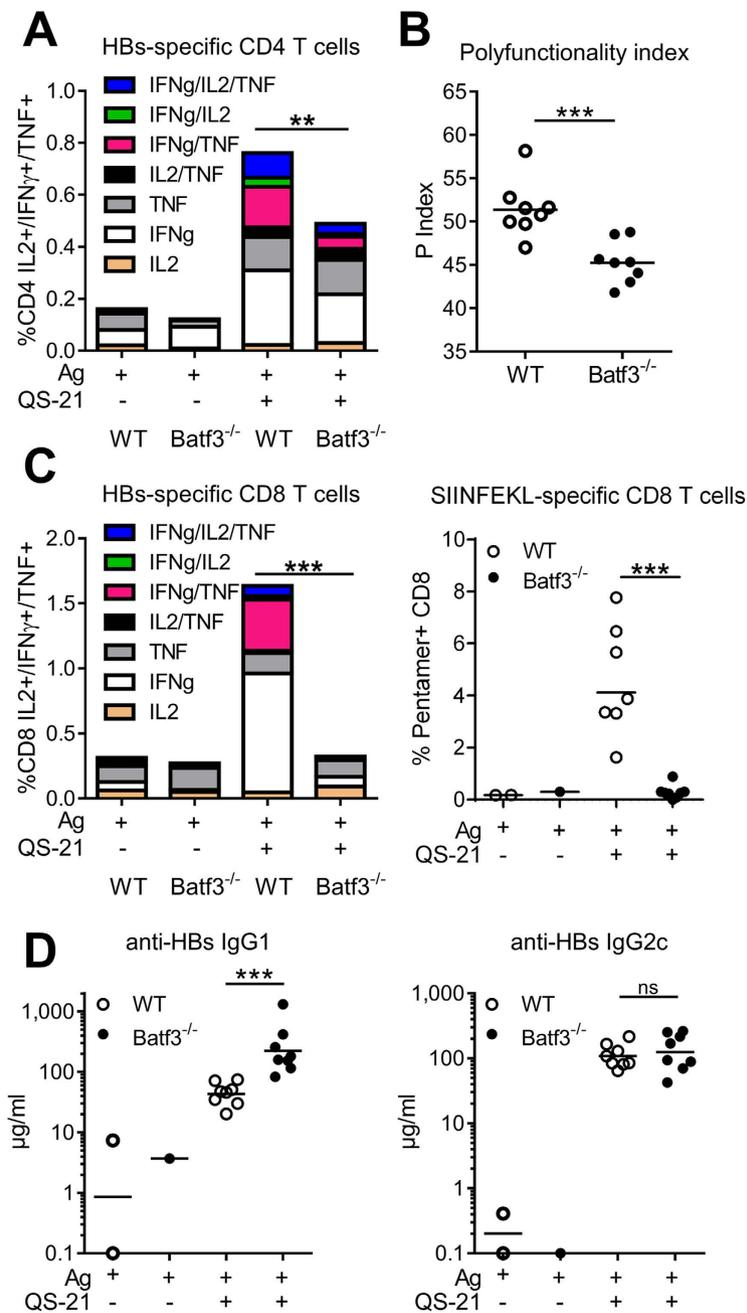 A
HBs-specific CD4 T cells
%CD4 IL2+/IFNγ+/TNF+
1.0
0.8
0.6
0.4
0.2
0.0
IFNg/IL2/TNF
IFNg/IL2
IFNg/TNF
IL2/TNF
TNF
IFNg
IL2
**
Ag + + + +
QS-21 - - + +
WT Batf3-/- WT Batf3-/-
B
Polyfunctionality index
P Index
65
60
55
50
45
40
35
***
WT Batf3-/-
C
HBs-specific CD8 T cells
%CD8 IL2+/IFNγ+/TNF+
2.0
1.5
1.0
0.5
0.0
IFNg/IL2/TNF
IFNg/IL2
IFNg/TNF
IL2/TNF
TNF
IFNg
IL2
***
Ag + + + +
QS-21 - - + +
WT Batf3-/- WT Batf3-/-
SIINFEKL-specific CD8 T cells
% Pentamer+ CD8
10
8
6
4
2
0
WT
Batf3-/-
***
Ag + + + +
QS-21 - - + +
D
anti-HBs IgG1
µg/ml
1,000
100
10
1
0.1
WT
Batf3-/-
***
Ag + + + +
QS-21 - - + +
anti-HBs IgG2c
µg/ml
1,000
100
10
1
0.1
WT
Batf3-/-
ns
Ag + + + +
QS-21 - - + +